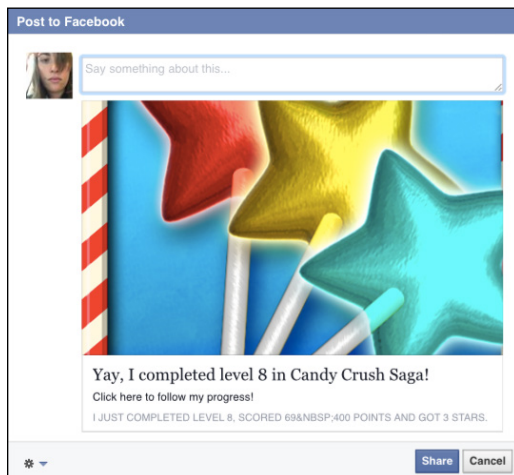 Post to Facebook
Say something about this...
Yay, I completed level 8 in Candy Crush Saga!
Click here to follow my progress!
I JUST COMPLETED LEVEL 8, SCORED 69&NBSP;400 POINTS AND GOT 3 STARS.
Share Cancel